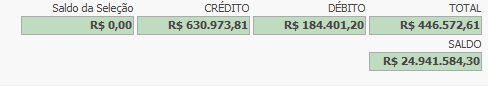 Saldo da Seleção CRÉDITO DÉBITO TOTAL
R$ 0,00 R$ 630.973,81 R$ 184.401,20 R$ 446.572,61
SALDO
R$ 24.941.584,30